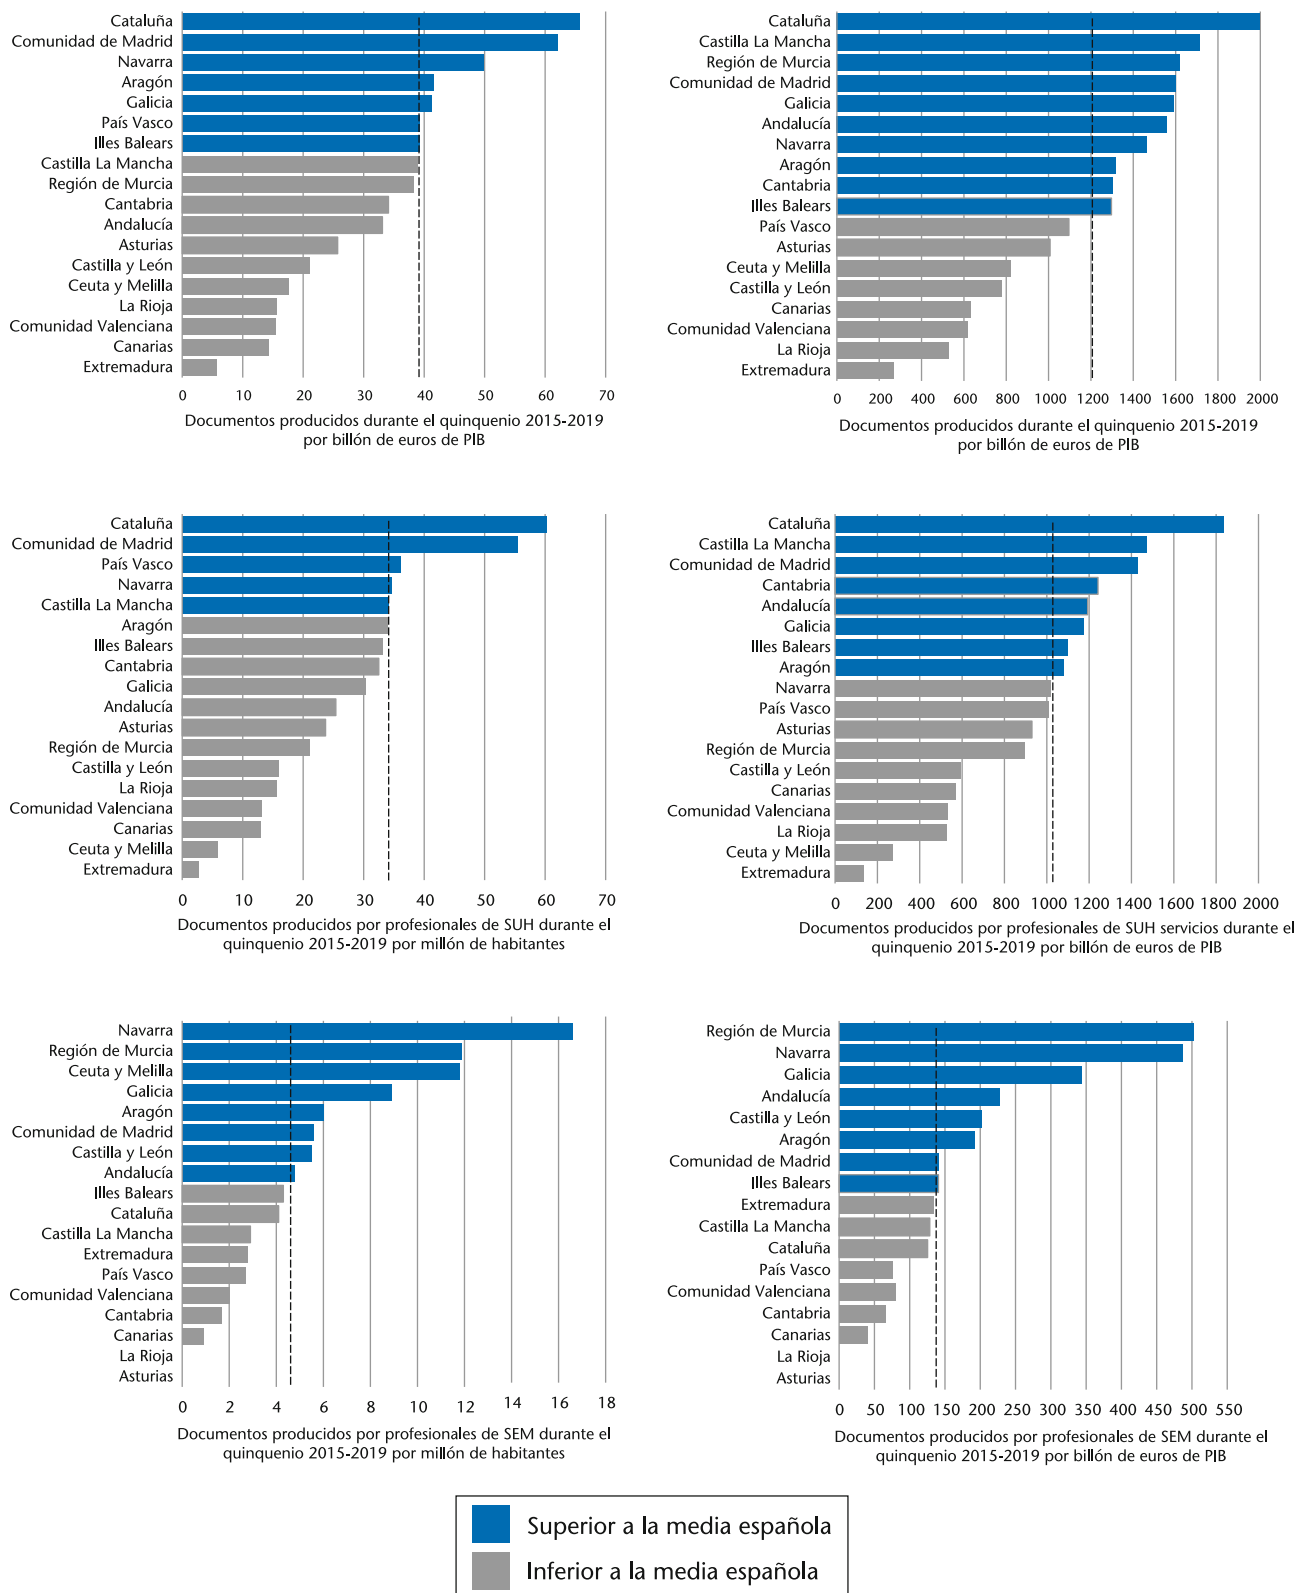 Cataluña
Comunidad de Madrid
Navarra
Aragón
Galicia
País Vasco
Illes Balears
Castilla La Mancha
Región de Murcia
Cantabria
Andalucía
Asturias
Castilla y León
Ceuta y Melilla
La Rioja
Comunidad Valenciana
Canarias
Extremadura
0 10 20 30 40 50 60 70
Documentos producidos durante el quinquenio 2015-2019
por billón de euros de PIB
Cataluña
Castilla La Mancha
Región de Murcia
Comunidad de Madrid
Galicia
Andalucía
Navarra
Aragón
Cantabria
Illes Balears
País Vasco
Asturias
Ceuta y Melilla
Castilla y León
Canarias
Comunidad Valenciana
La Rioja
Extremadura
0 200 400 600 800 1000 1200 1400 1600 1800 2000
Documentos producidos durante el quinquenio 2015-2019
por billón de euros de PIB
Cataluña
Comunidad de Madrid
País Vasco
Navarra
Castilla La Mancha
Aragón
Illes Balears
Cantabria
Galicia
Andalucía
Asturias
Región de Murcia
Castilla y León
La Rioja
Comunidad Valenciana
Canarias
Ceuta y Melilla
Extremadura
0 10 20 30 40 50 60 70
Documentos producidos por profesionales de SUH durante el
quinquenio 2015-2019 por millón de habitantes
Cataluña
Castilla La Mancha
Comunidad de Madrid
Cantabria
Andalucía
Galicia
Illes Balears
Aragón
Navarra
País Vasco
Asturias
Región de Murcia
Castilla y León
Canarias
Comunidad Valenciana
La Rioja
Ceuta y Melilla
Extremadura
0 200 400 600 800 1000 1200 1400 1600 1800 2000
Documentos producidos por profesionales de SUH servicios durante el
quinquenio 2015-2019 por billón de euros de PIB
Navarra
Región de Murcia
Ceuta y Melilla
Galicia
Aragón
Comunidad de Madrid
Castilla y León
Andalucía
Illes Balears
Cataluña
Castilla La Mancha
Extremadura
País Vasco
Comunidad Valenciana
Cantabria
Canarias
La Rioja
Asturias
0 2 4 6 8 10 12 14 16 18
Documentos producidos por profesionales de SEM durante el
quinquenio 2015-2019 por millón de habitantes
Región de Murcia
Navarra
Galicia
Andalucía
Castilla y León
Aragón
Comunidad de Madrid
Illes Balears
Extremadura
Castilla La Mancha
Cataluña
País Vasco
Comunidad Valenciana
Cantabria
Canarias
La Rioja
Asturias
0 50 100 150 200 250 300 350 400 450 500 550
Documentos producidos por profesionales de SEM durante el
quinquenio 2015-2019 por billón de euros de PIB
Superior a la media española
Inferior a la media española